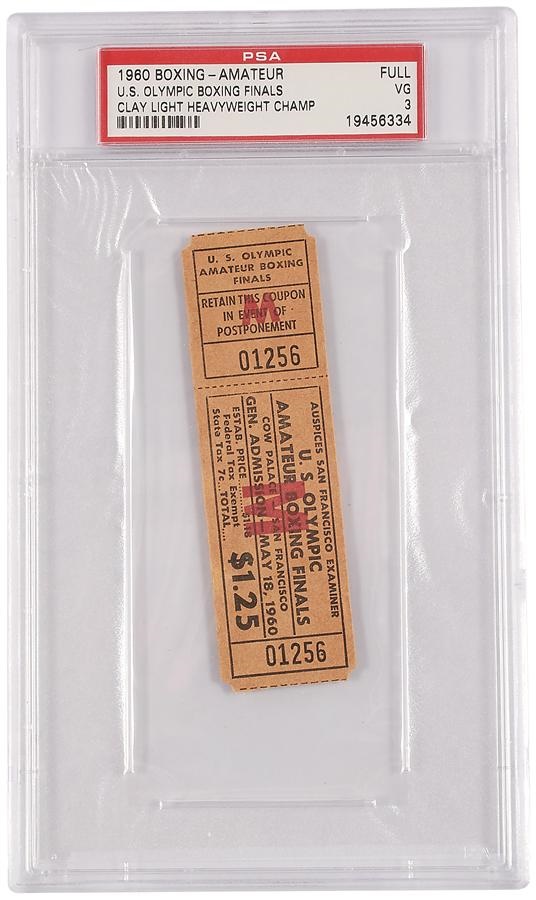 PSA
1960 BOXING – AMATEUR FULL
U.S. OLYMPIC BOXING FINALS VG
CLAY LIGHT HEAVYWEIGHT CHAMP 3
19456334
U. S. OLYMPIC
AMATEUR BOXING
FINALS
RETAIN THIS COUPON
IN EVENT OF
POSTPONEMENT
M
01256
AUSPICES SAN FRANCISCO EXAMINER
U. S. OLYMPIC
AMATEUR BOXING FINALS
COW PALACE – SAN FRANCISCO
GEN. ADMISSION – MAY 18, 1960
ESTAB. PRICE........$1.18
Federal Tax Exempt
State Tax 7c... TOTAL....
$1.25
M
01256